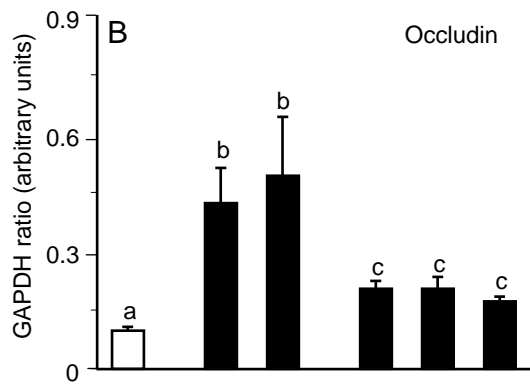 B
Occludin
GAPDH ratio (arbitrary units)
0.9
0.6
0.3
0
a
b
b
c
c
c